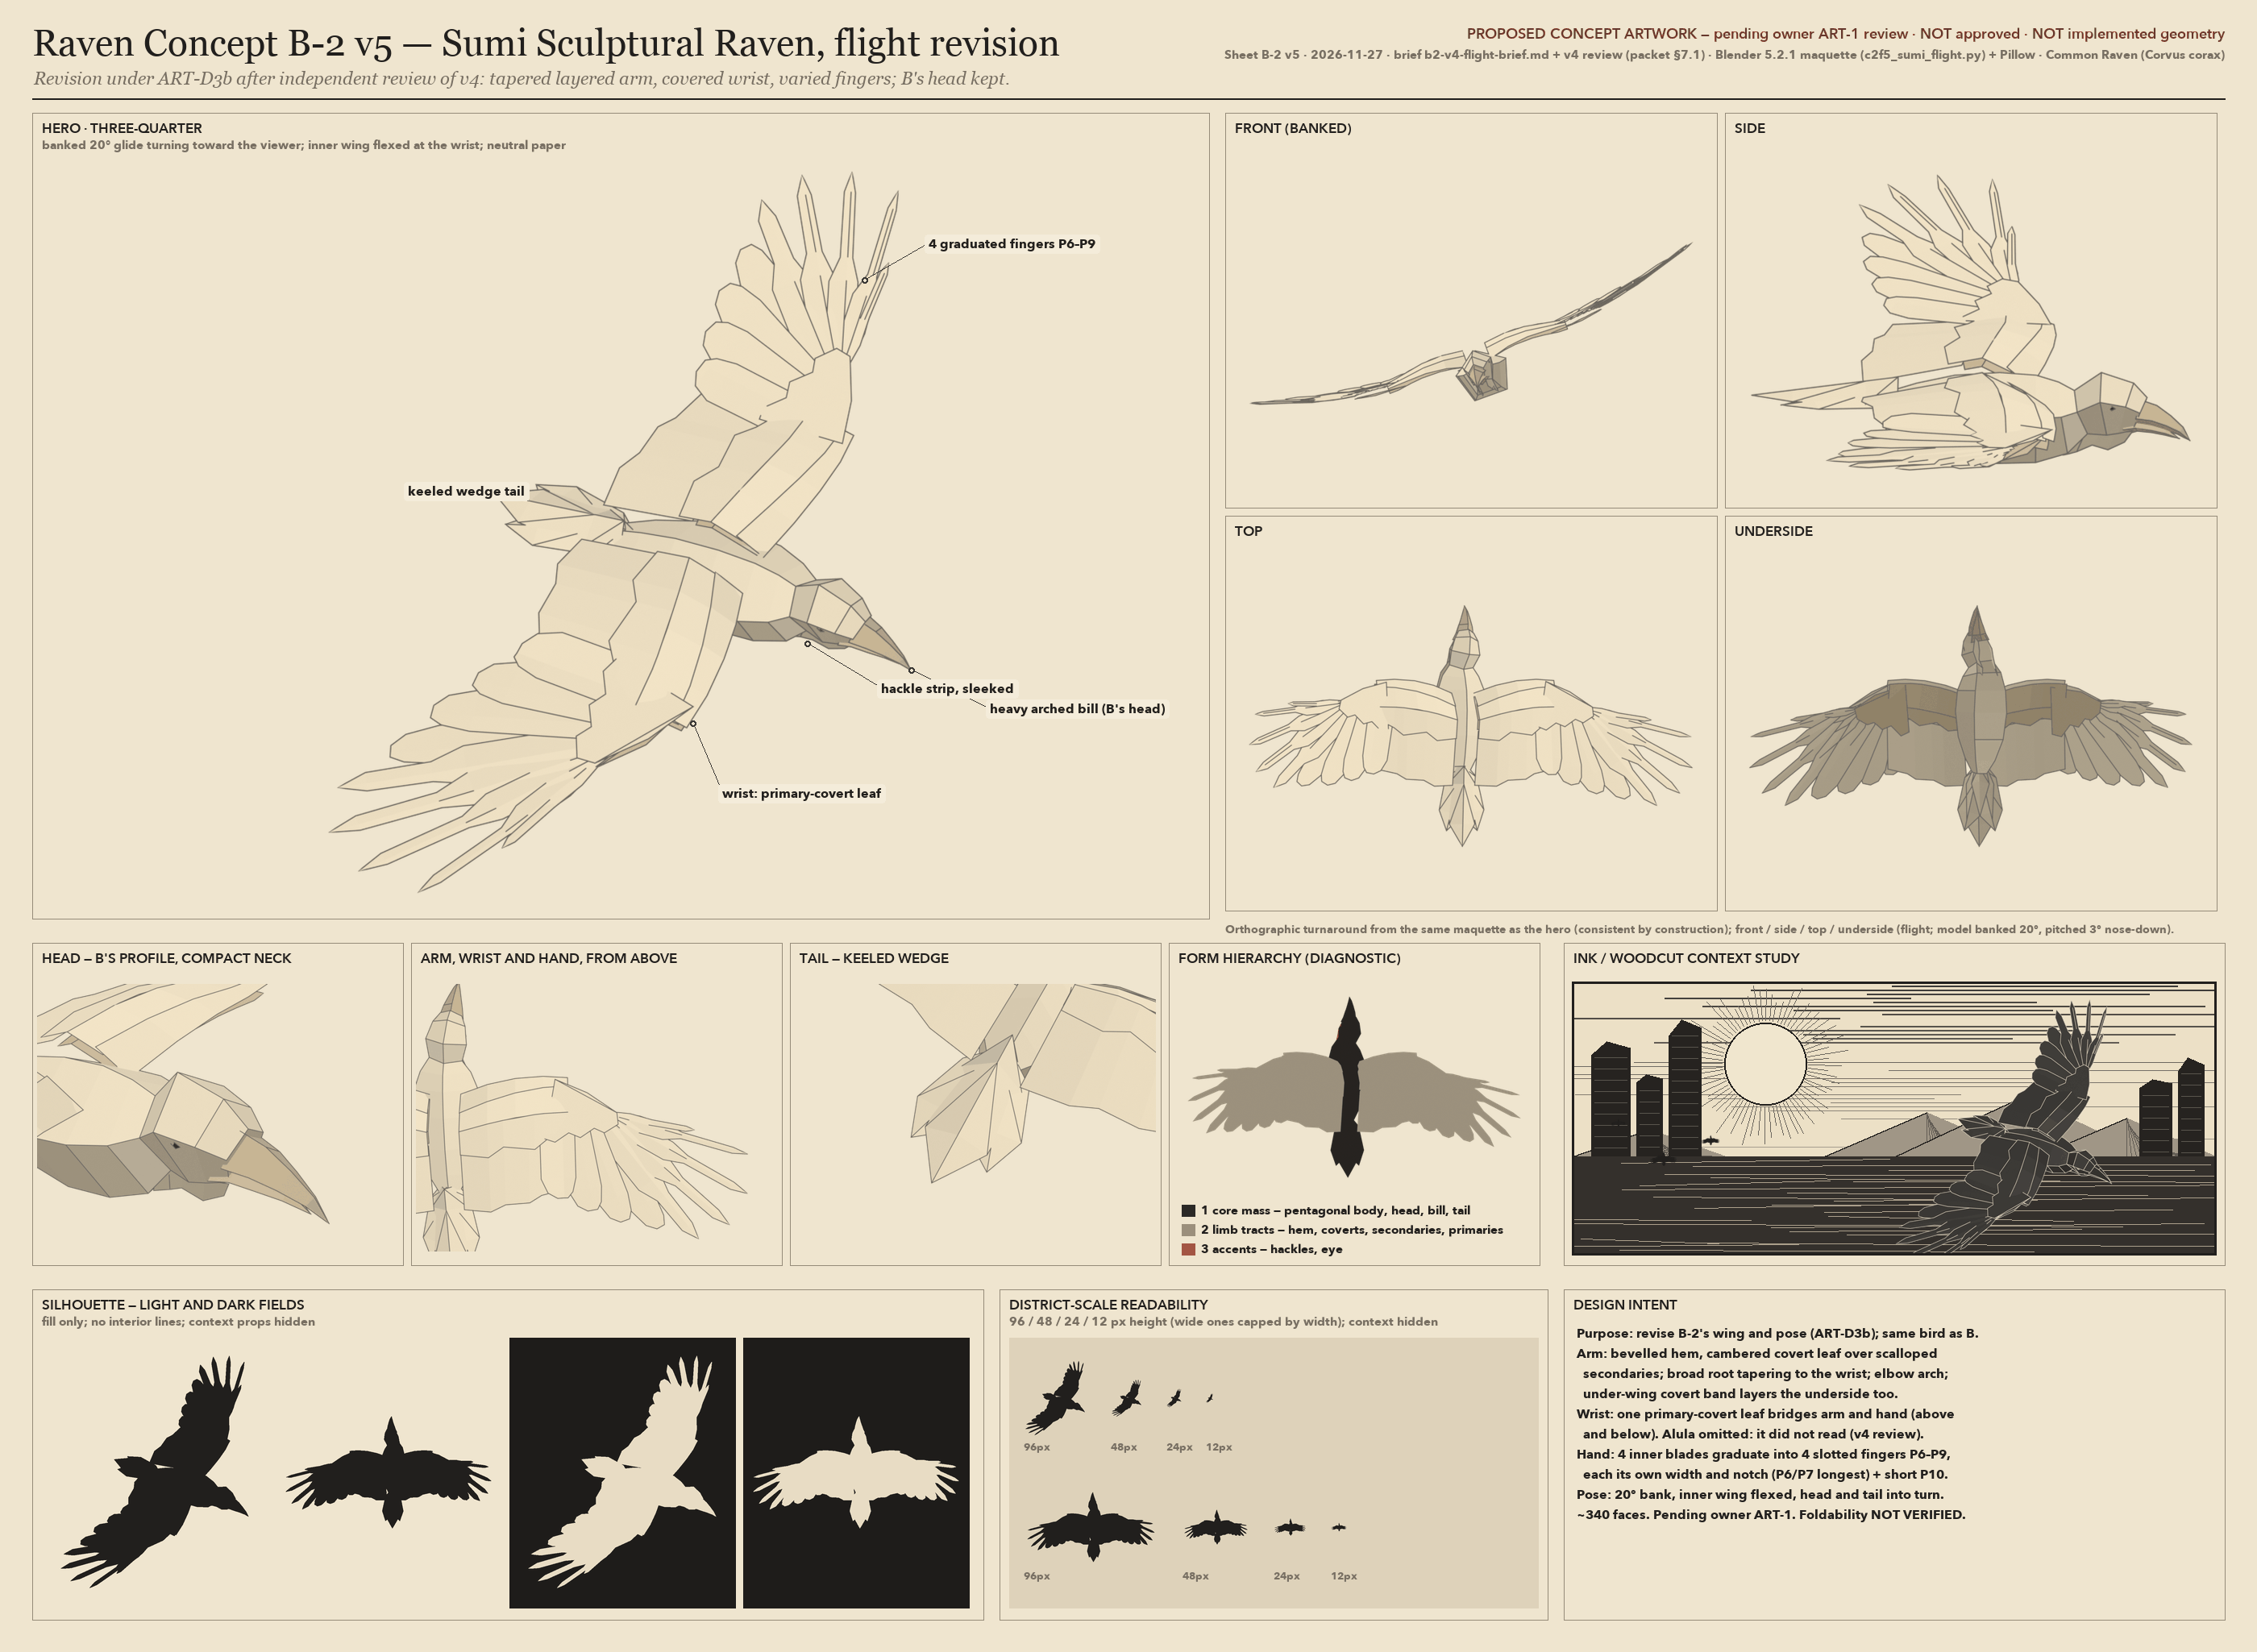 Raven Concept B-2 v5 — Sumi Sculptural Raven, flight revision
Revision under ART-D3b after independent review of v4: tapered layered arm, covered wrist, varied fingers; B's head kept.
PROPOSED CONCEPT ARTWORK — pending owner ART-1 review · NOT approved · NOT implemented geometry
Sheet B-2 v5 · 2026-11-27 · brief b2-v4-flight-brief.md + v4 review (packet §7.1) · Blender 5.2.1 maquette (c2f5_sumi_flight.py) + Pillow · Common Raven (Corvus corax)
HERO · THREE-QUARTER
banked 20° glide turning toward the viewer; inner wing flexed at the wrist; neutral paper
4 graduated fingers P6–P9
keeled wedge tail
hackle strip, sleeked
heavy arched bill (B's head)
wrist: primary-covert leaf
FRONT (BANKED)
SIDE
TOP
UNDERSIDE
Orthographic turnaround from the same maquette as the hero (consistent by construction); front / side / top / underside (flight; model banked 20°, pitched 3° nose-down).
HEAD — B'S PROFILE, COMPACT NECK
ARM, WRIST AND HAND, FROM ABOVE
TAIL — KEELED WEDGE
FORM HIERARCHY (DIAGNOSTIC)
1 core mass — pentagonal body, head, bill, tail
2 limb tracts — hem, coverts, secondaries, primaries
3 accents — hackles, eye
INK / WOODCUT CONTEXT STUDY
SILHOUETTE — LIGHT AND DARK FIELDS
fill only; no interior lines; context props hidden
DISTRICT-SCALE READABILITY
96 / 48 / 24 / 12 px height (wide ones capped by width); context hidden
96px 48px 24px 12px
96px 48px 24px 12px
DESIGN INTENT
Purpose: revise B-2's wing and pose (ART-D3b); same bird as B.
Arm: bevelled hem, cambered covert leaf over scalloped
secondaries; broad root tapering to the wrist; elbow arch;
under-wing covert band layers the underside too.
Wrist: one primary-covert leaf bridges arm and hand (above
and below). Alula omitted: it did not read (v4 review).
Hand: 4 inner blades graduate into 4 slotted fingers P6–P9,
each its own width and notch (P6/P7 longest) + short P10.
Pose: 20° bank, inner wing flexed, head and tail into turn.
~340 faces. Pending owner ART-1. Foldability NOT VERIFIED.